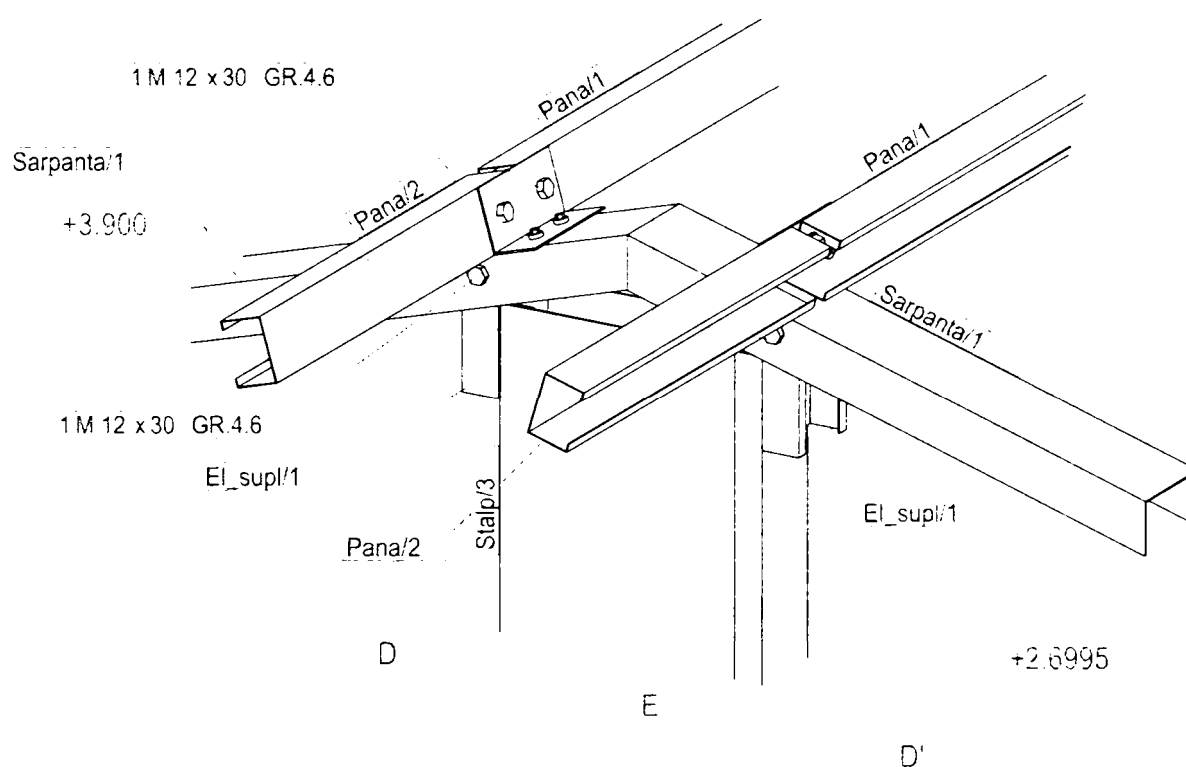 1 M 12 x 30 GR.4.6
Pana/1
Sarpanta/1
Pana/1
Pana/2
+3.900
Sarpanta/1
1 M 12 x 30 GR.4.6
El_supl/1
Stalp/3
El_supl/1
Pana/2
D
+2.6995
E
D'